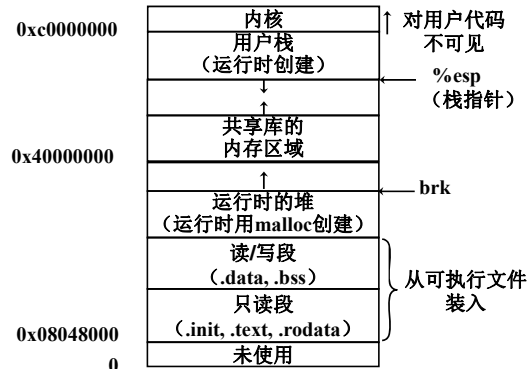 内核
0xc0000000
↑ 对用户代码
不可见
用户栈
（运行时创建）
%esp
（栈指针）
↓
↑
共享库的
内存区域
0x40000000
↑
brk
运行时的堆
（运行时用malloc创建）
读/写段
（.data, .bss）
从可执行文件
装入
只读段
（.init, .text, .rodata）
0x08048000
未使用
0